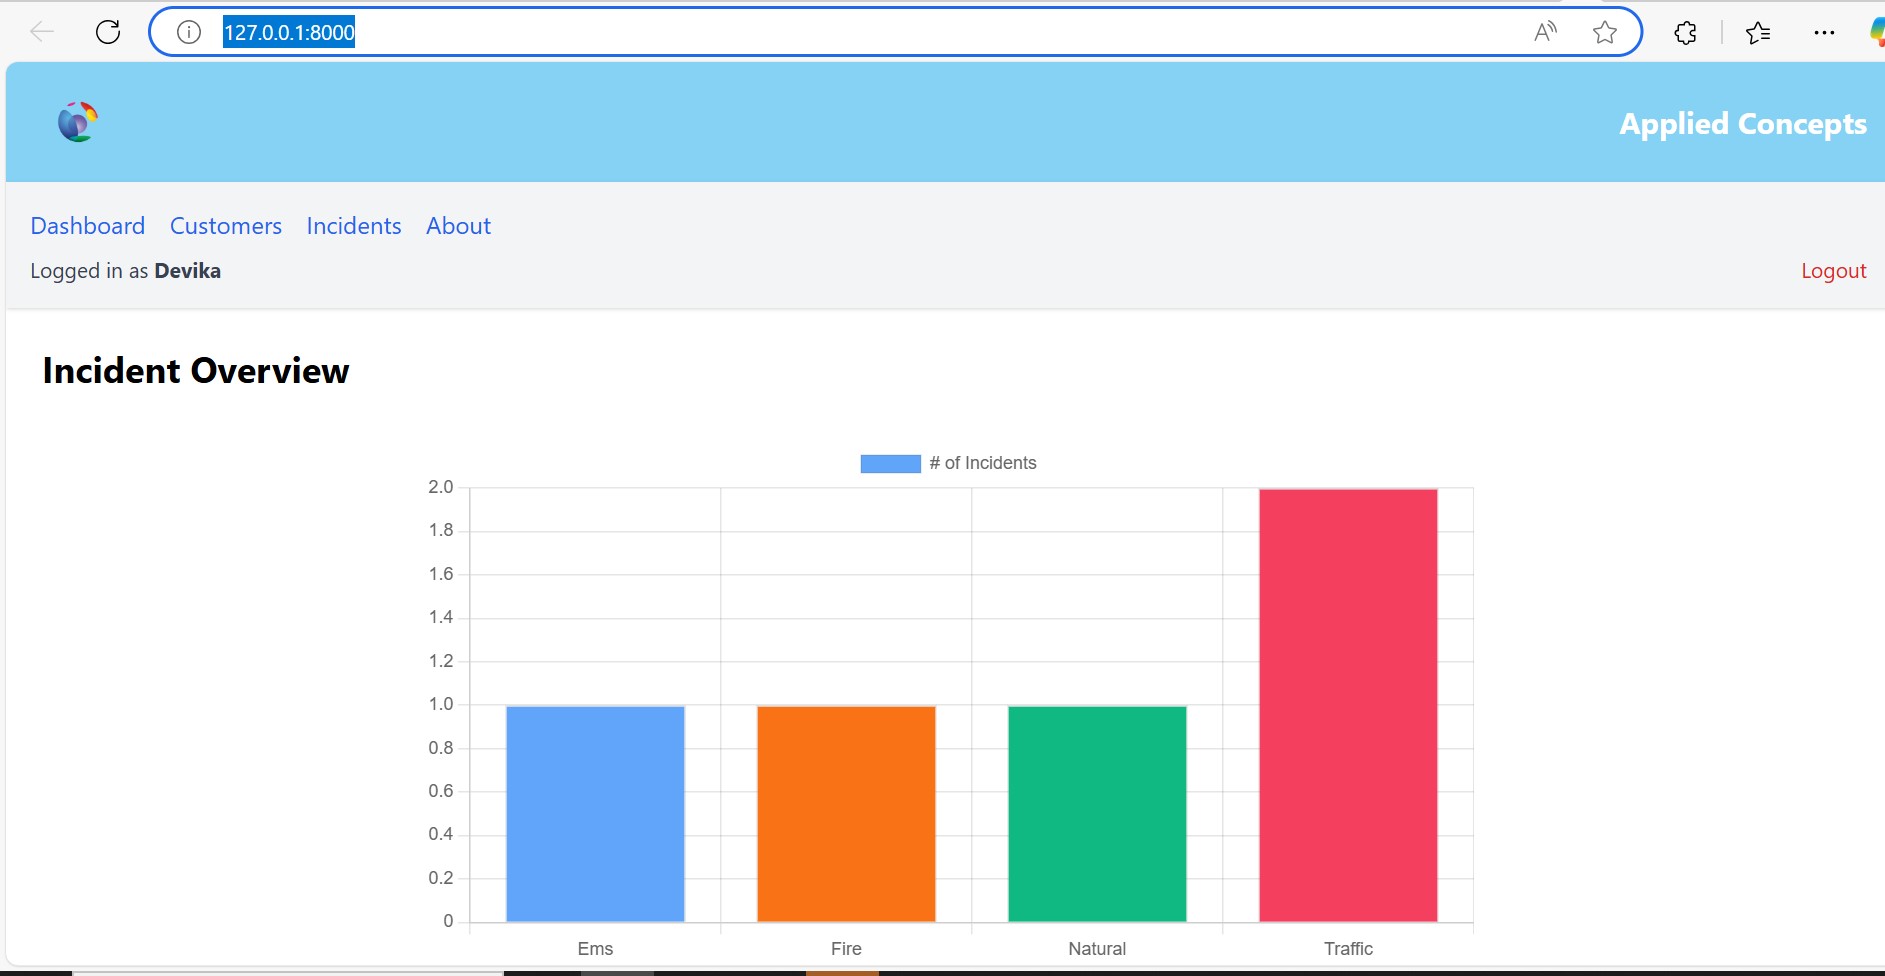 127.0.0.1:8000
Applied Concepts
Dashboard Customers Incidents About
Logged in as Devika
Logout
Incident Overview
# of Incidents
2.0
1.8
1.6
1.4
1.2
1.0
0.8
0.6
0.4
0.2
0
Ems Fire Natural Traffic